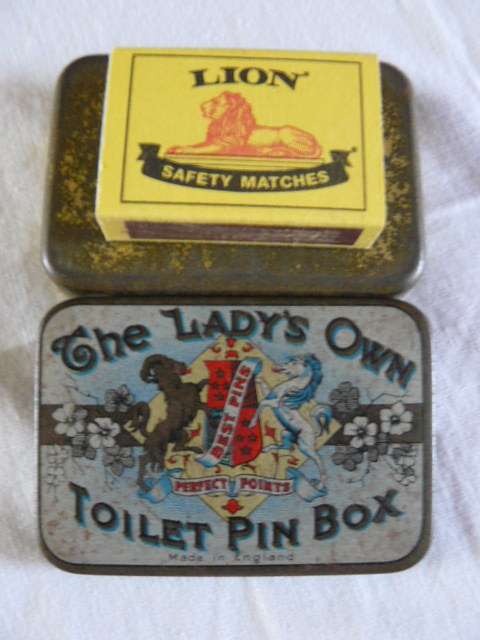 LION
SAFETY MATCHES
The LADY'S OWN
BEST PINS
PERFECT POINTS
TOILET PIN BOX
Made in England